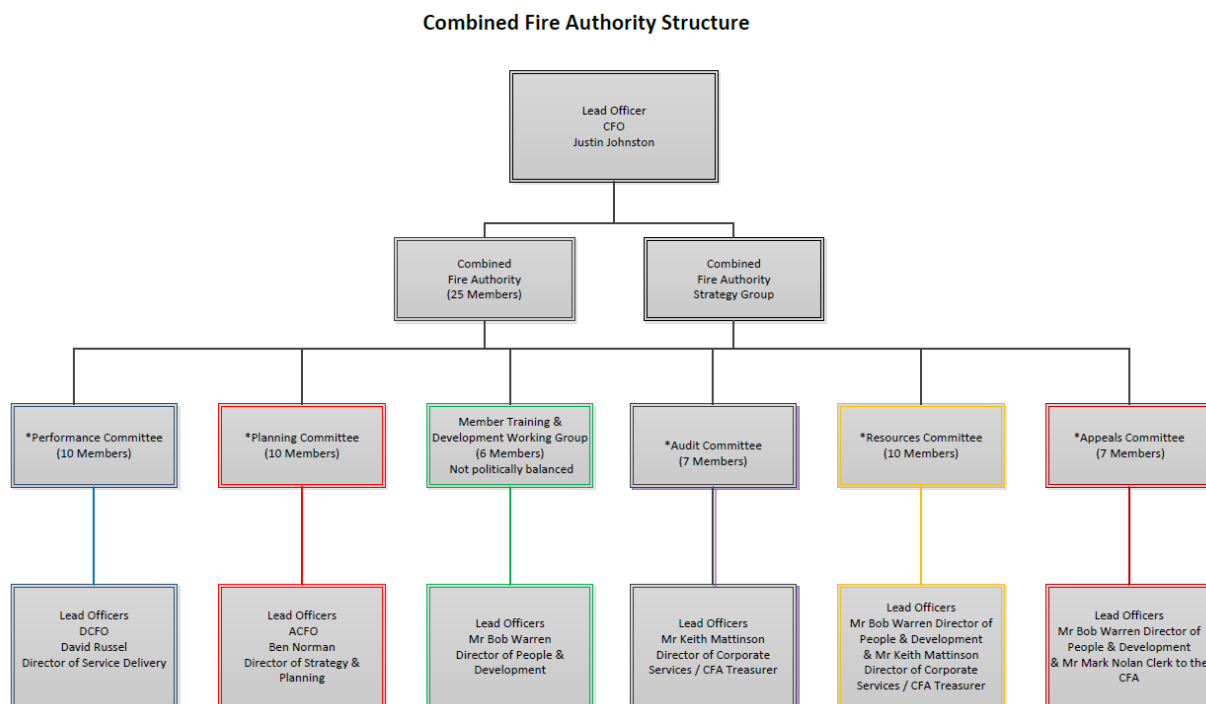 Combined Fire Authority Structure
Lead Officer
CFO
Justin Johnston
Combined
Fire Authority
(25 Members)
Combined
Fire Authority
Strategy Group
*Performance Committee
(10 Members)
*Planning Committee
(10 Members)
Member Training &
Development Working Group
(6 Members)
Not politically balanced
*Audit Committee
(7 Members)
*Resources Committee
(10 Members)
*Appeals Committee
(7 Members)
Lead Officers
DCFO
David Russel
Director of Service Delivery
Lead Officers
ACFO
Ben Norman
Director of Strategy &
Planning
Lead Officers
Mr Bob Warren
Director of People &
Development
Lead Officers
Mr Keith Mattinson
Director of Corporate
Services / CFA Treasurer
Lead Officers
Mr Bob Warren Director of
People & Development
& Mr Keith Mattinson
Director of Corporate
Services / CFA Treasurer
Lead Officers
Mr Bob Warren Director of
People & Development
& Mr Mark Nolan Clerk to the
CFA